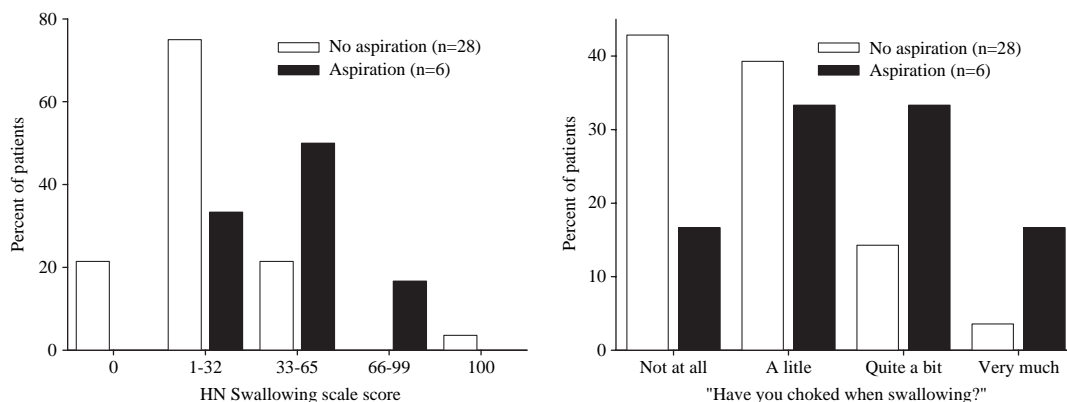 80
60
40
20
0
Percent of patients
No aspiration (n=28)
Aspiration (n=6)
0 1-32 33-65 66-99 100
HN Swallowing scale score
40
30
20
10
0
Percent of patients
No aspiration (n=28)
Aspiration (n=6)
Not at all A litle Quite a bit Very much
"Have you choked when swallowing?"